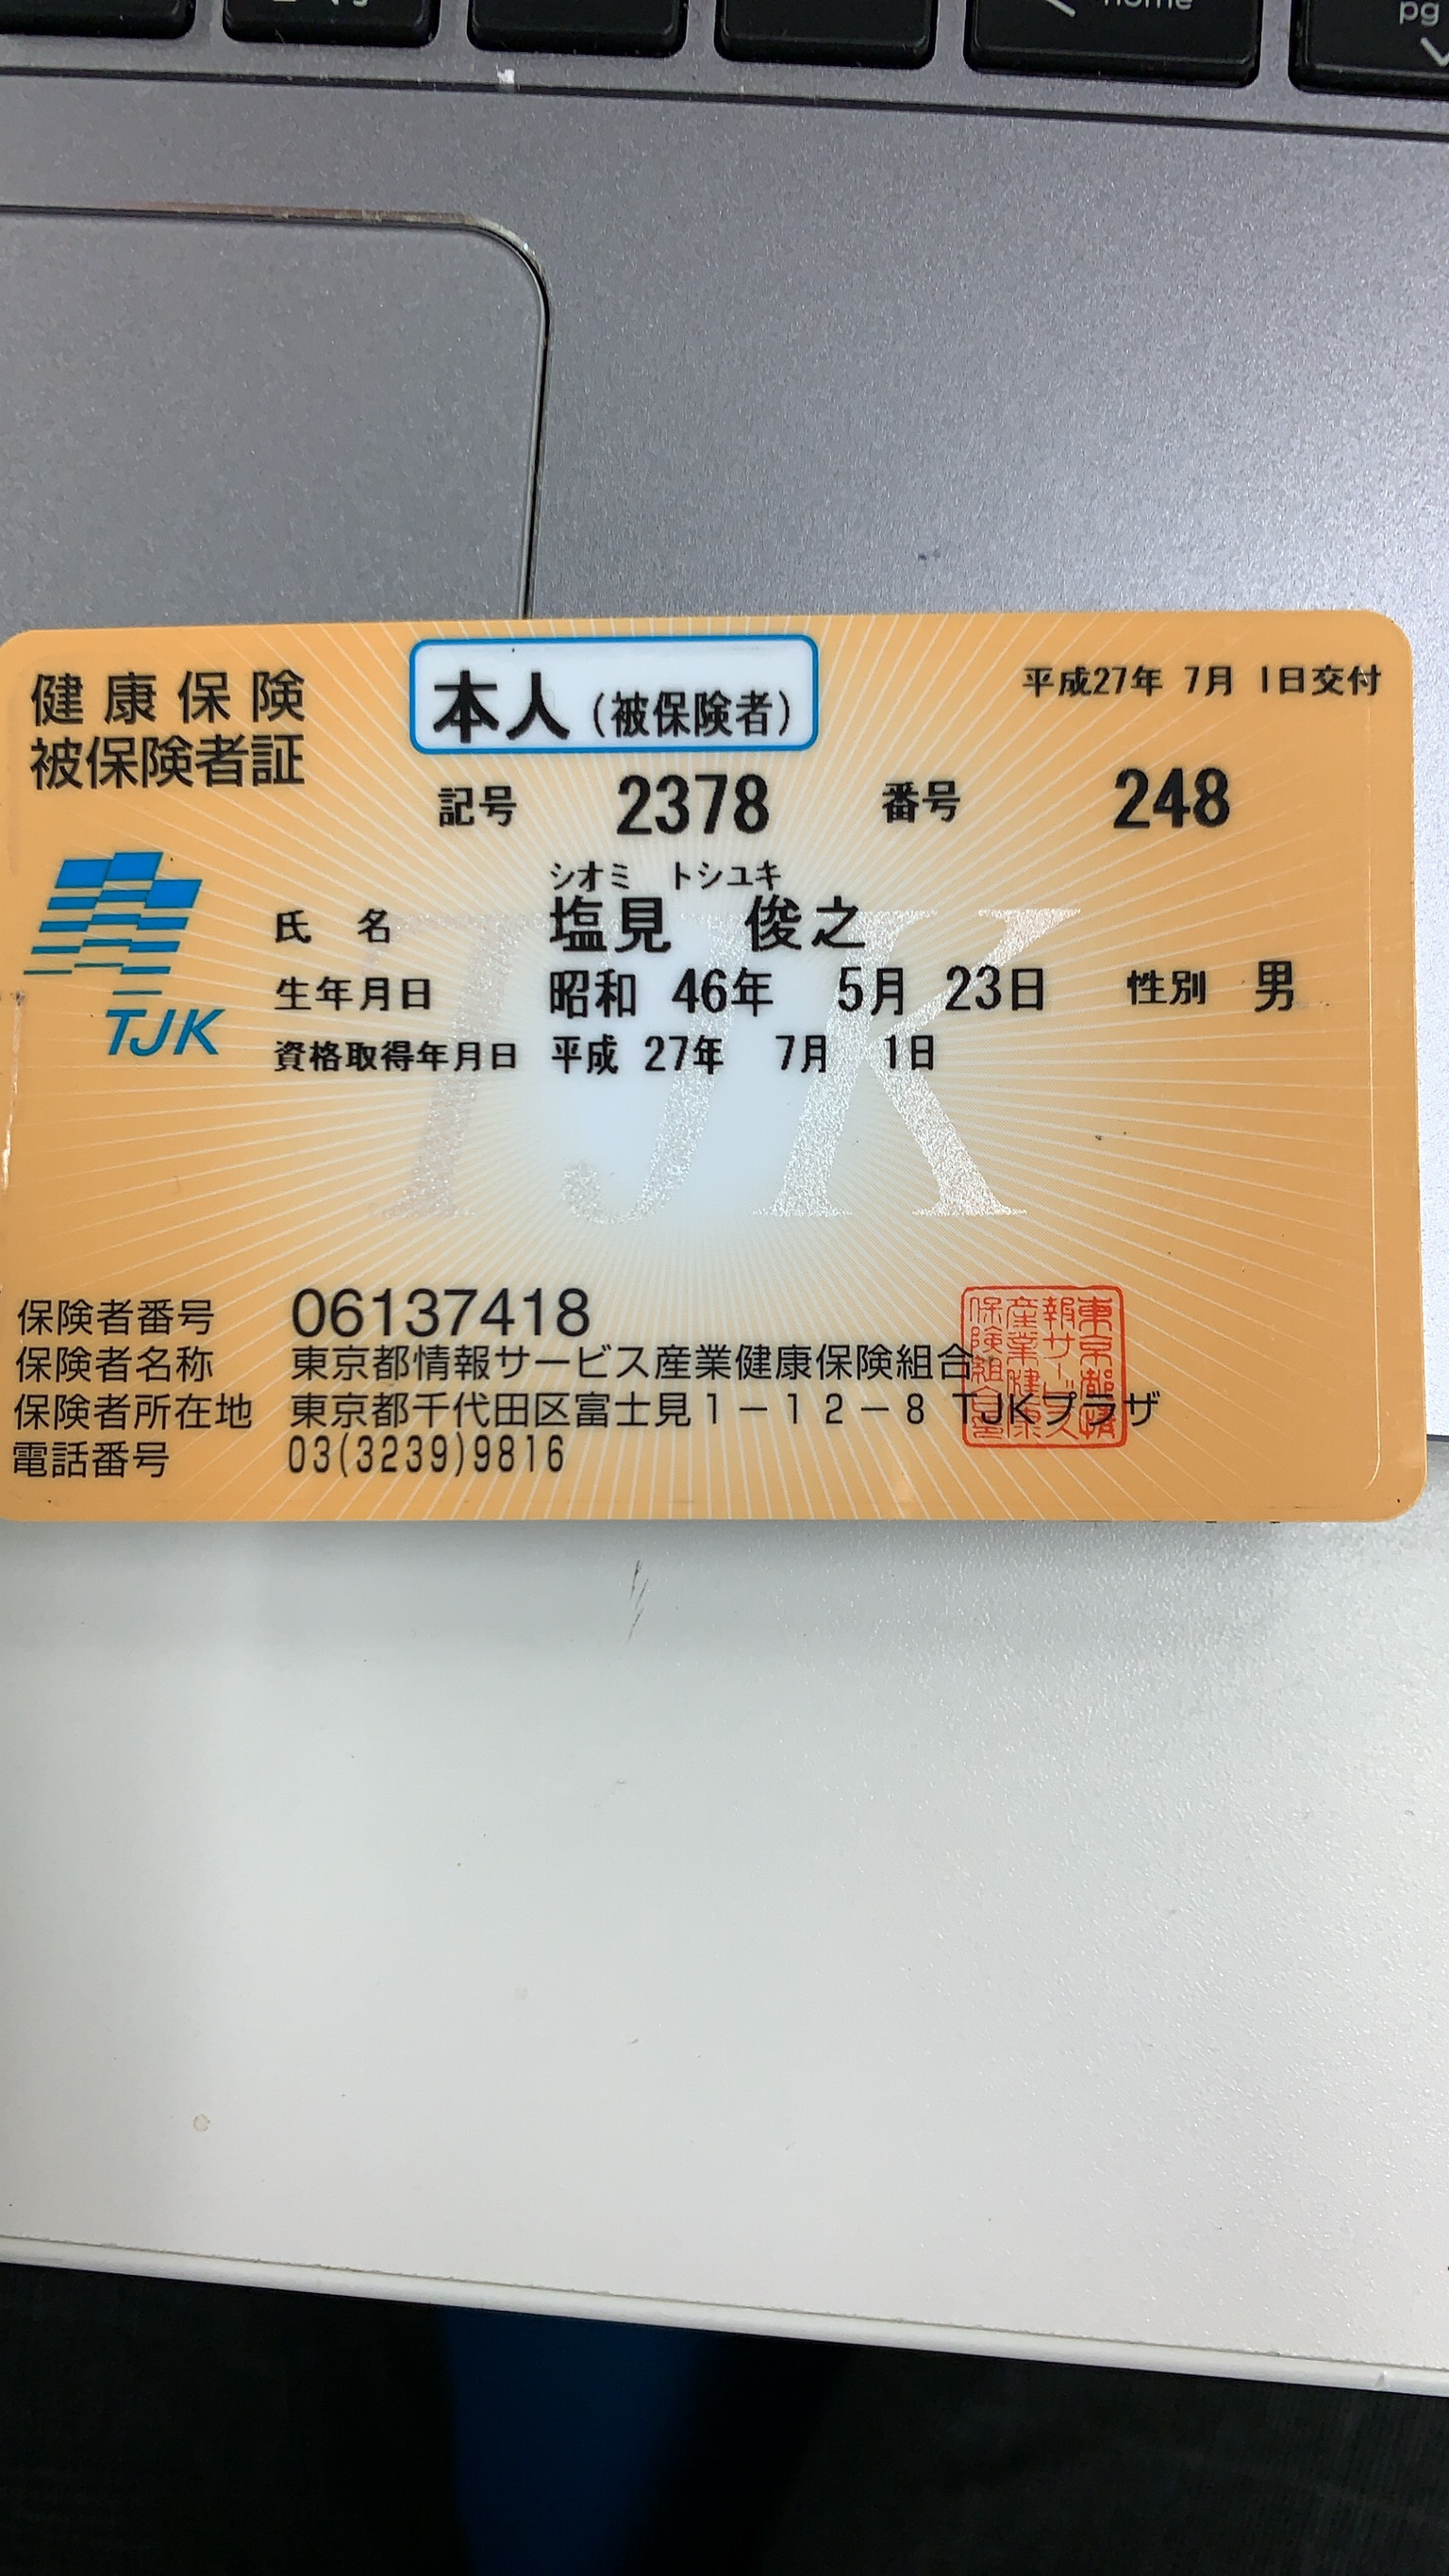 home
pg
健康保険
被保険者証
本人（被保険者）
平成27年 7月 1日交付
記号 2378 番号 248
シオミ トシユキ
氏名 塩見 俊之
生年月日 昭和 46年 5月 23日 性別 男
資格取得年月日 平成 27年 7月 1日
TJK
TJK
保険者番号 06137418
保険者名称 東京都情報サービス産業健康保険組合
保険者所在地 東京都千代田区富士見1－12－8 TJKプラザ
電話番号 03(3239)9816